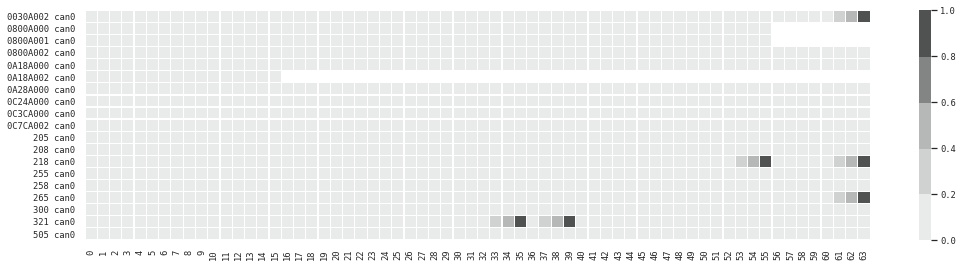 0030A002 can0
0800A000 can0
0800A001 can0
0800A002 can0
0A18A000 can0
0A18A002 can0
0A28A000 can0
0C24A000 can0
0C3CA000 can0
0C7CA002 can0
205 can0
208 can0
218 can0
255 can0
258 can0
265 can0
300 can0
321 can0
505 can0
0 1 2 3 4 5 6 7 8 9 10 11 12 13 14 15 16 17 18 19 20 21 22 23 24 25 26 27 28 29 30 31 32 33 34 35 36 37 38 39 40 41 42 43 44 45 46 47 48 49 50 51 52 53 54 55 56 57 58 59 60 61 62 63
1.0
0.8
0.6
0.4
0.2
0.0